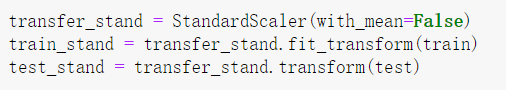 transfer_stand = StandardScaler(with_mean=False)
train_stand = transfer_stand.fit_transform(train)
test_stand = transfer_stand.transform(test)